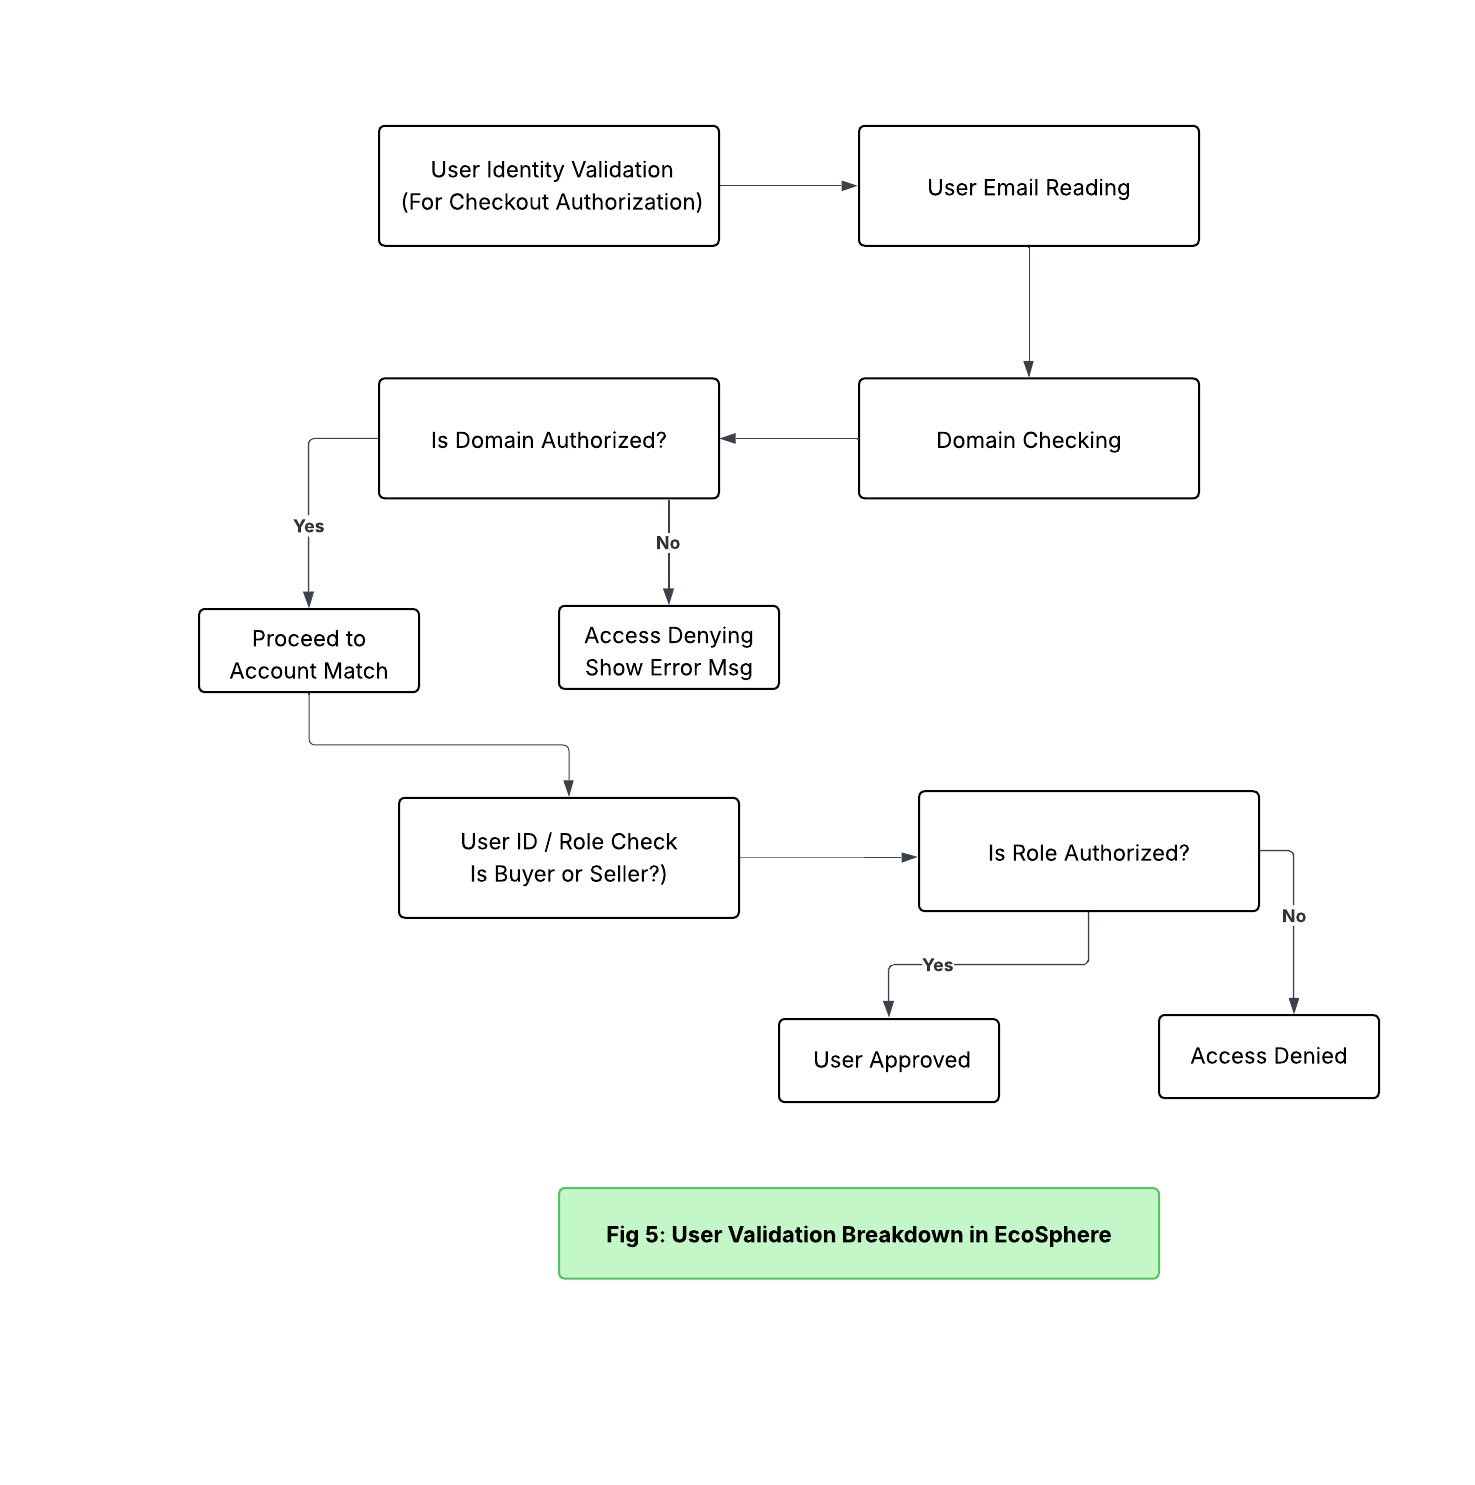 User Identity Validation
(For Checkout Authorization)
User Email Reading
Is Domain Authorized?
Domain Checking
Yes
No
Proceed to
Account Match
Access Denying
Show Error Msg
User ID / Role Check
Is Buyer or Seller?)
Is Role Authorized?
No
Yes
User Approved
Access Denied
Fig 5: User Validation Breakdown in EcoSphere